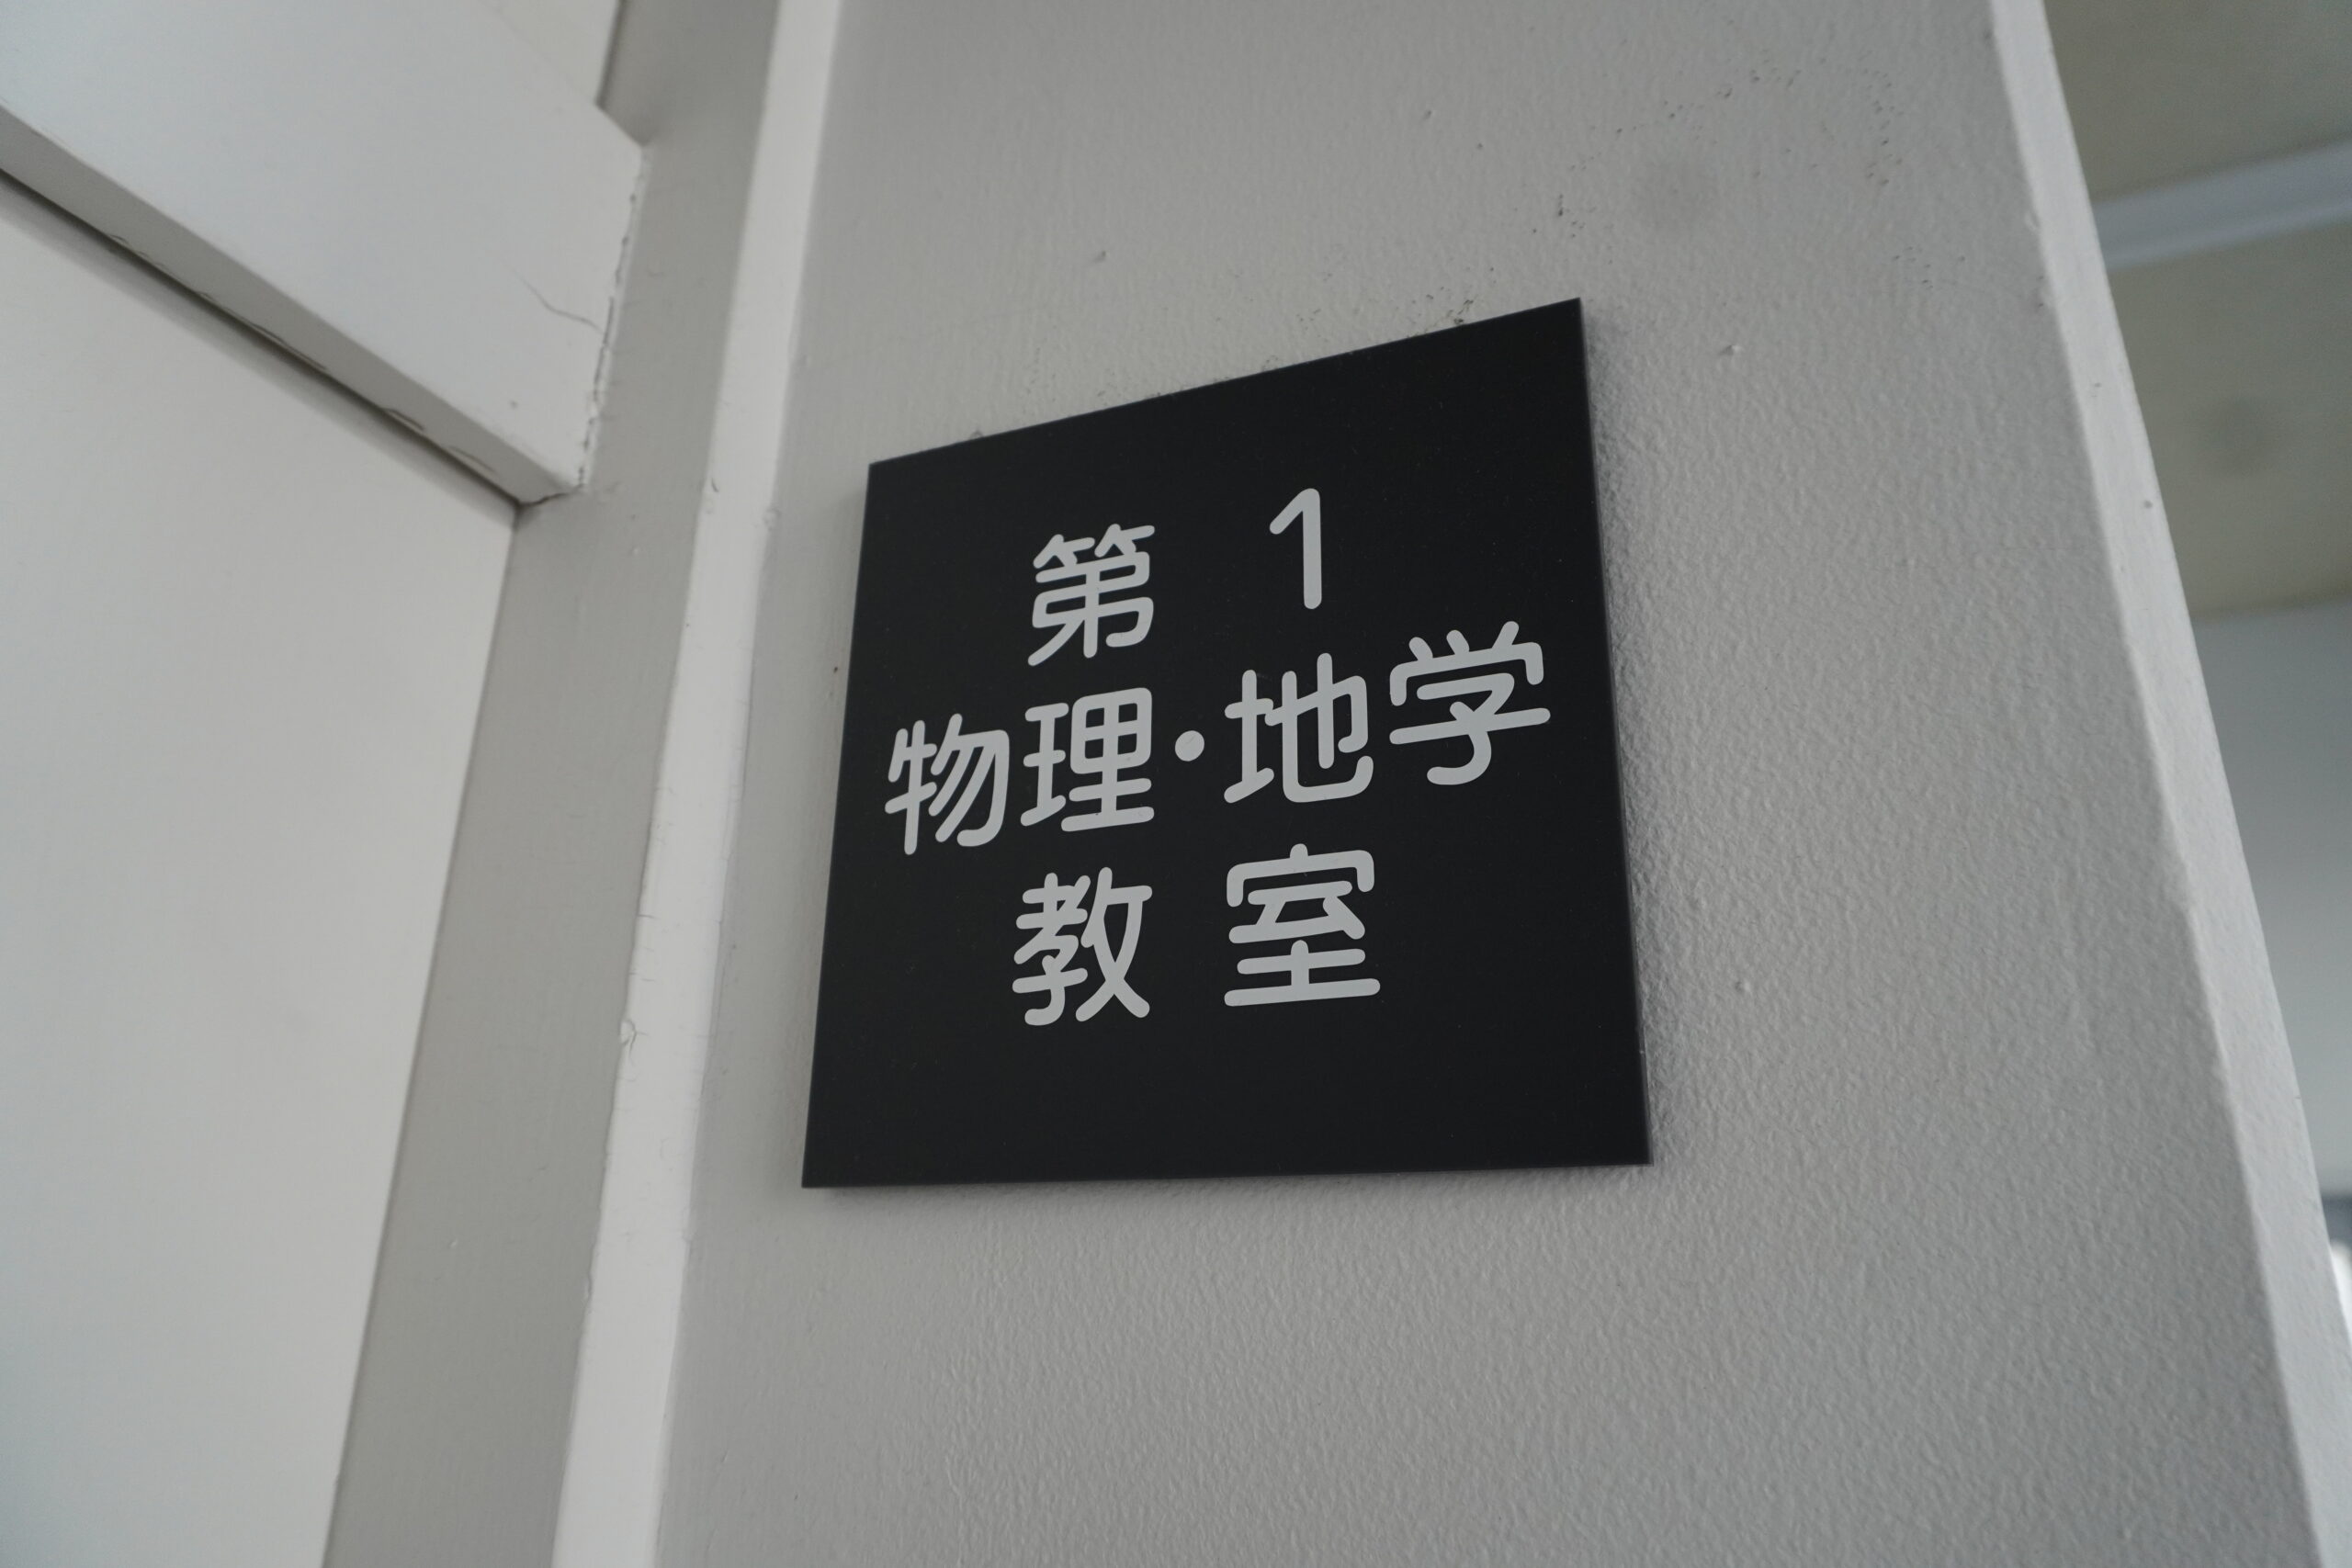 第 1
物理・地学
教 室